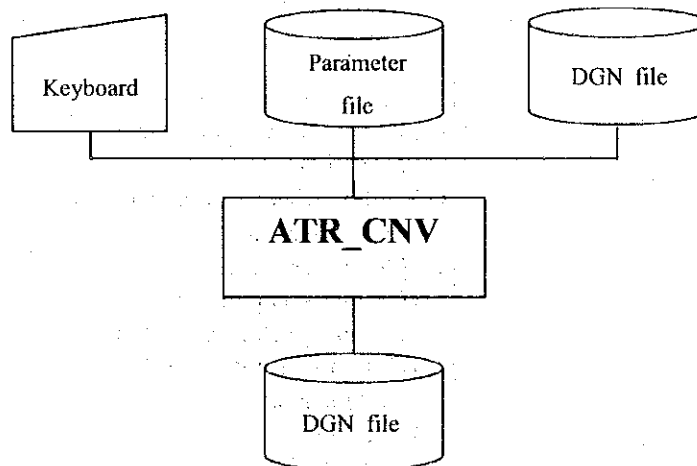 Keyboard
Parameter
file
DGN file
ATR_CNV
DGN file